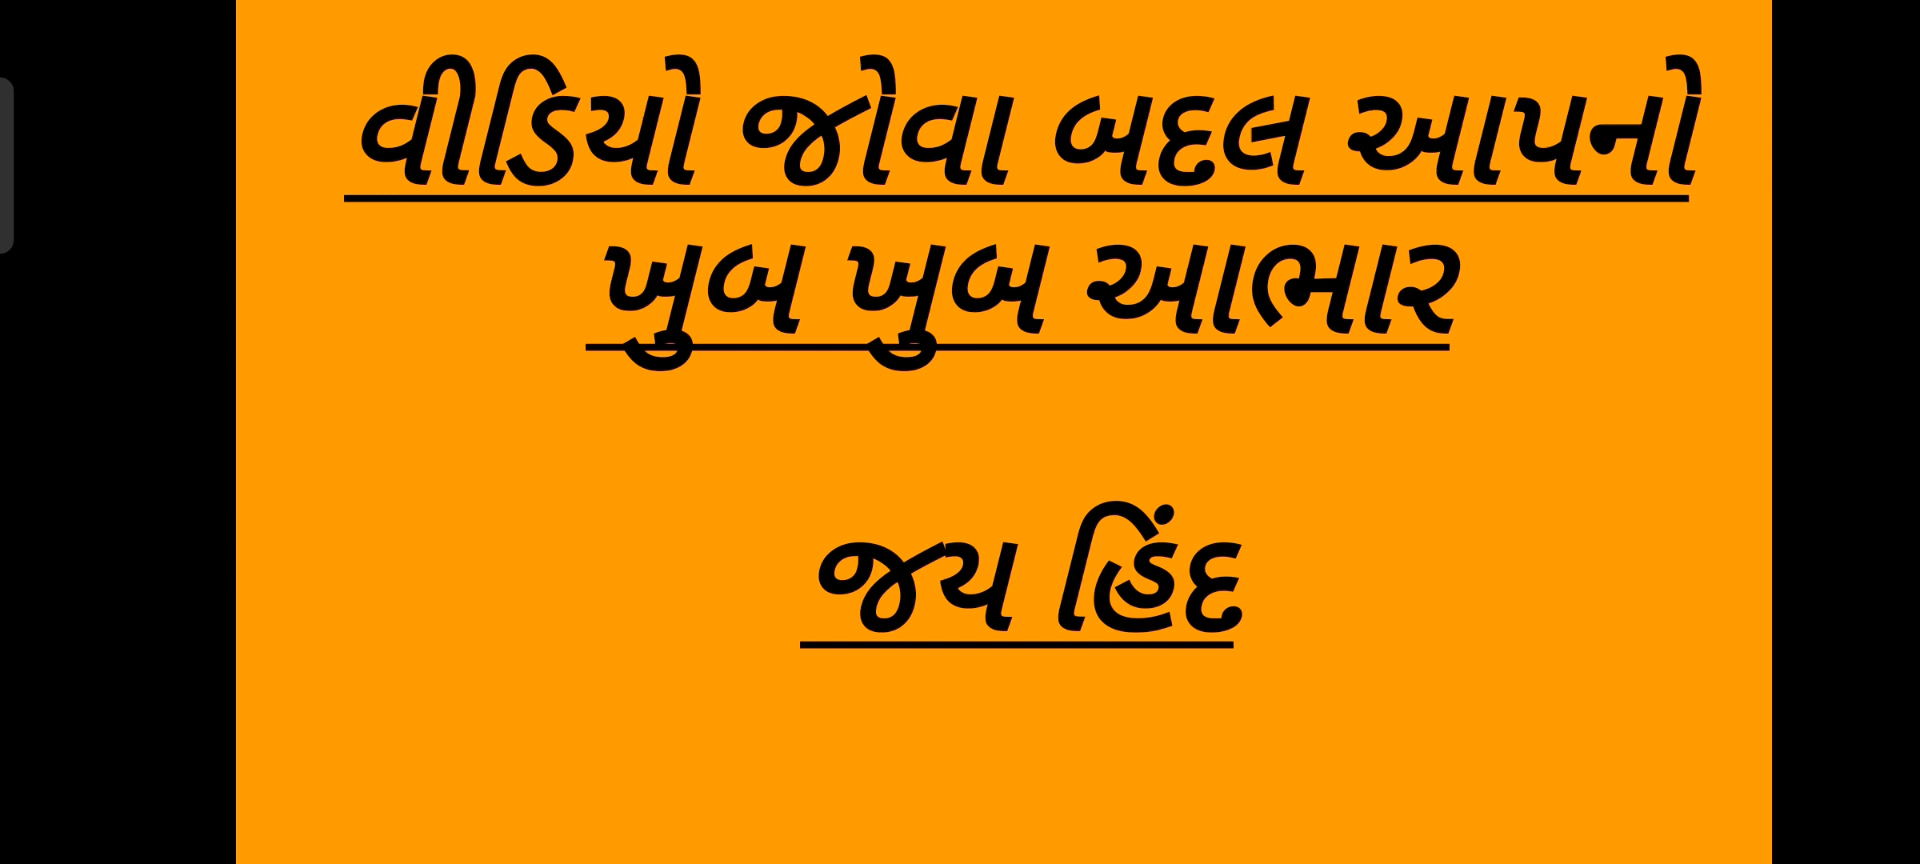 વીડિયો જોવા બદલ આપનો
ખુબ ખુબ આભાર
જય હિંદ